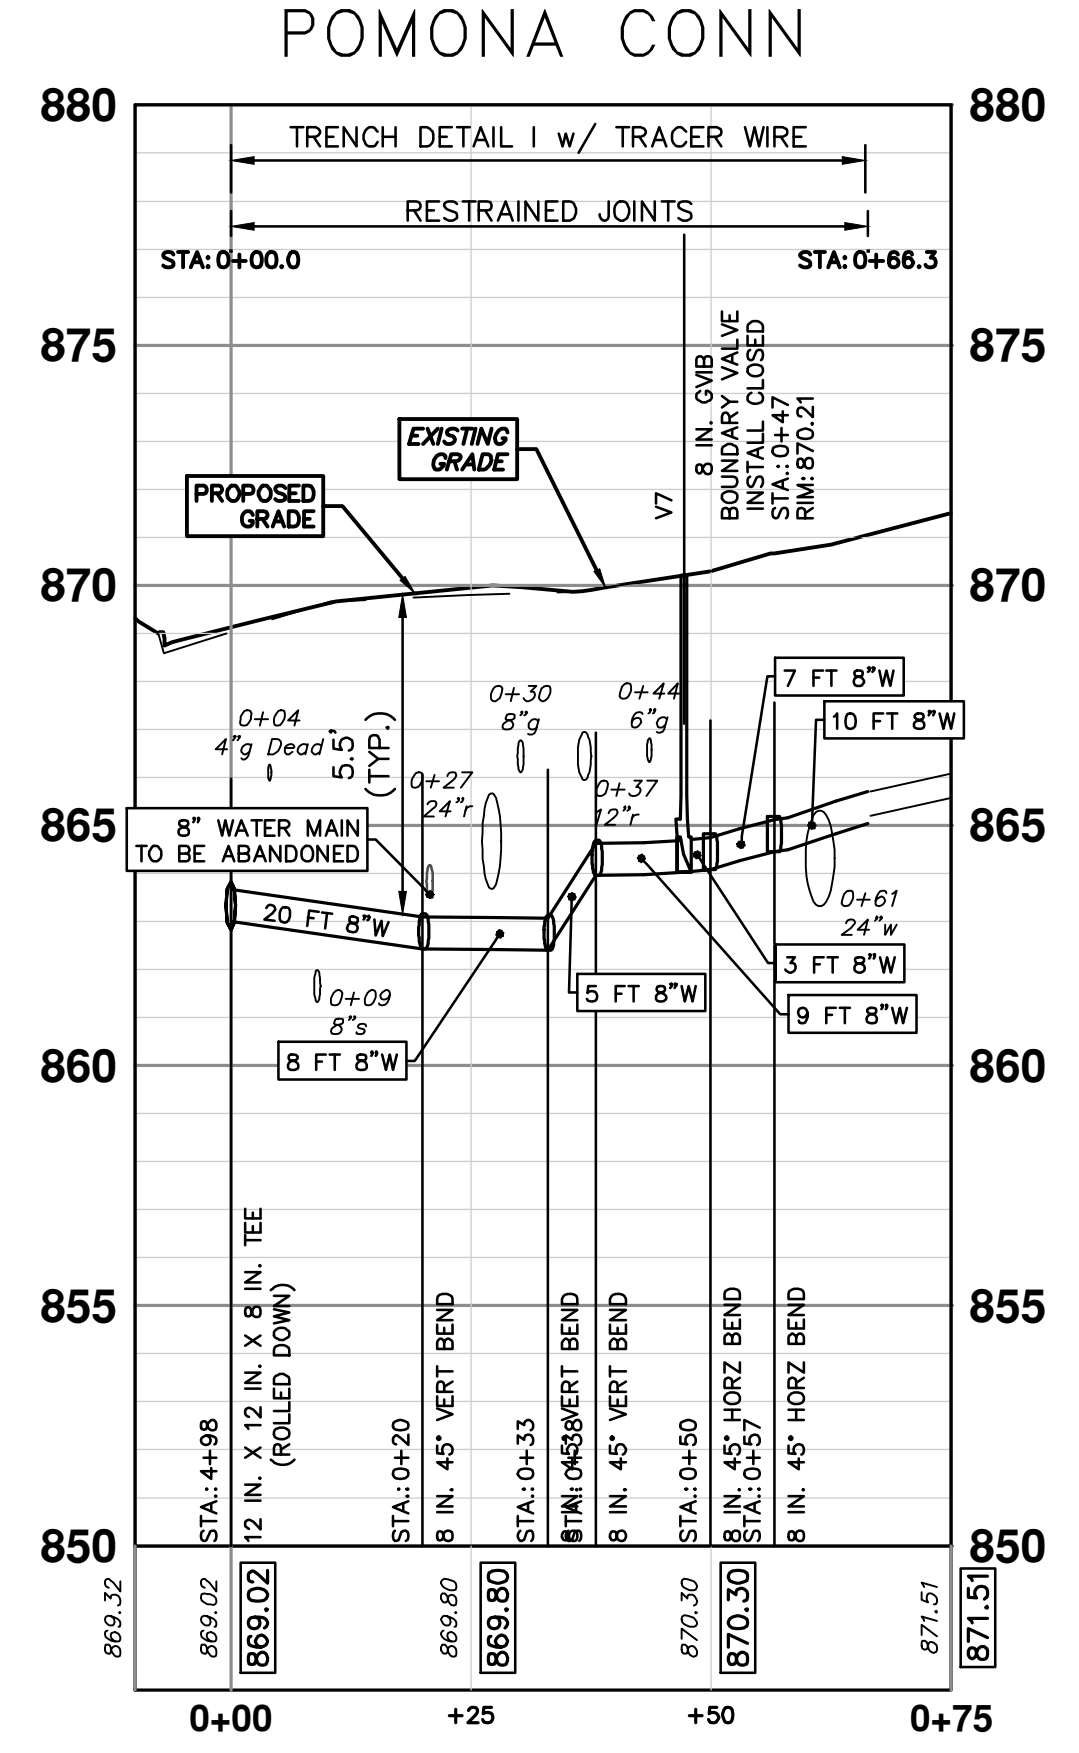 POMONA CONN
880
880
TRENCH DETAIL 1 w/ TRACER WIRE
RESTRAINED JOINTS
STA: 0+00.0
STA: 0+66.3
875
875
8 IN. GVIB
BOUNDARY VALVE
INSTALL CLOSED
STA.: 0+47
RIM: 870.21
V7
EXISTING
GRADE
PROPOSED
GRADE
870
870
7 FT 8"W
10 FT 8"W
0+04
4"g Dead
5.5'
(TYP.)
0+30
8"g
0+44
6"g
0+27
24"r
0+37
12"r
865
865
8" WATER MAIN
TO BE ABANDONED
20 FT 8"W
0+61
24"w
3 FT 8"W
5 FT 8"W
9 FT 8"W
0+09
8"s
8 FT 8"W
860
860
855
855
STA.: 4+98
12 IN. X 12 IN. X 8 IN. TEE
(ROLLED DOWN)
STA.: 0+20
8 IN. 45° VERT BEND
STA.: 0+33
8 IN. 45° VERT BEND
STA.: 0+38
8 IN. 45° VERT BEND
STA.: 0+50
8 IN. 45° HORZ BEND
STA.: 0+57
8 IN. 45° HORZ BEND
850
850
869.32
869.02
869.02
869.80
869.80
870.30
870.30
871.51
871.51
0+00
+25
+50
0+75